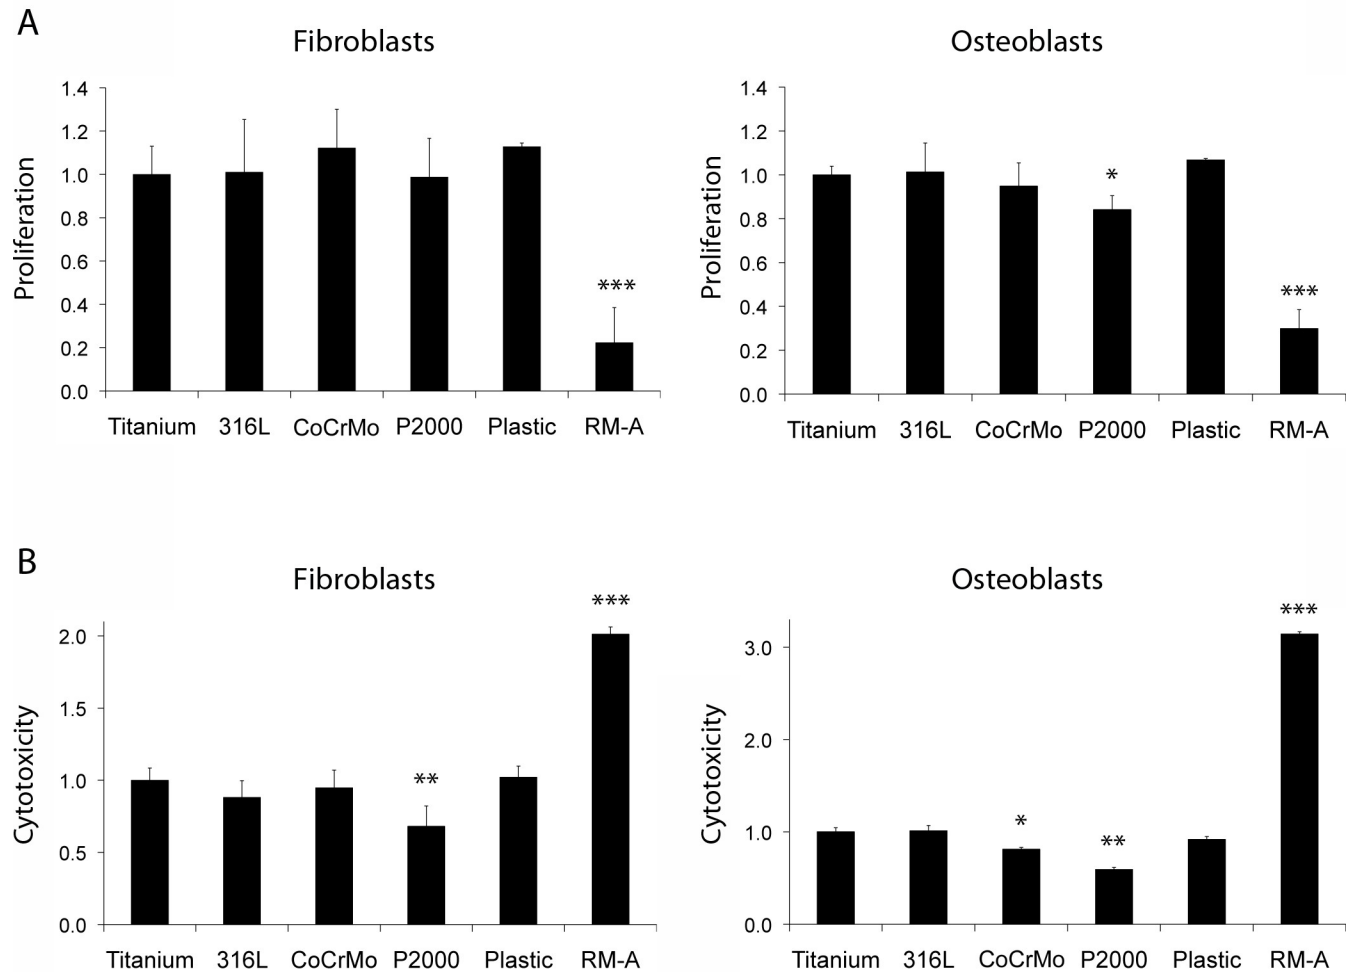 A
Fibroblasts
Proliferation
1.4
1.2
1.0
0.8
0.6
0.4
0.2
0.0
***
Titanium 316L CoCrMo P2000 Plastic RM-A
Osteoblasts
Proliferation
1.4
1.2
1.0
0.8
0.6
0.4
0.2
0.0
*
***
Titanium 316L CoCrMo P2000 Plastic RM-A
B
Fibroblasts
Cytotoxicity
2.0
1.5
1.0
0.5
0.0
**
***
Titanium 316L CoCrMo P2000 Plastic RM-A
Osteoblasts
Cytotoxicity
3.0
2.0
1.0
0.0
*
**
***
Titanium 316L CoCrMo P2000 Plastic RM-A